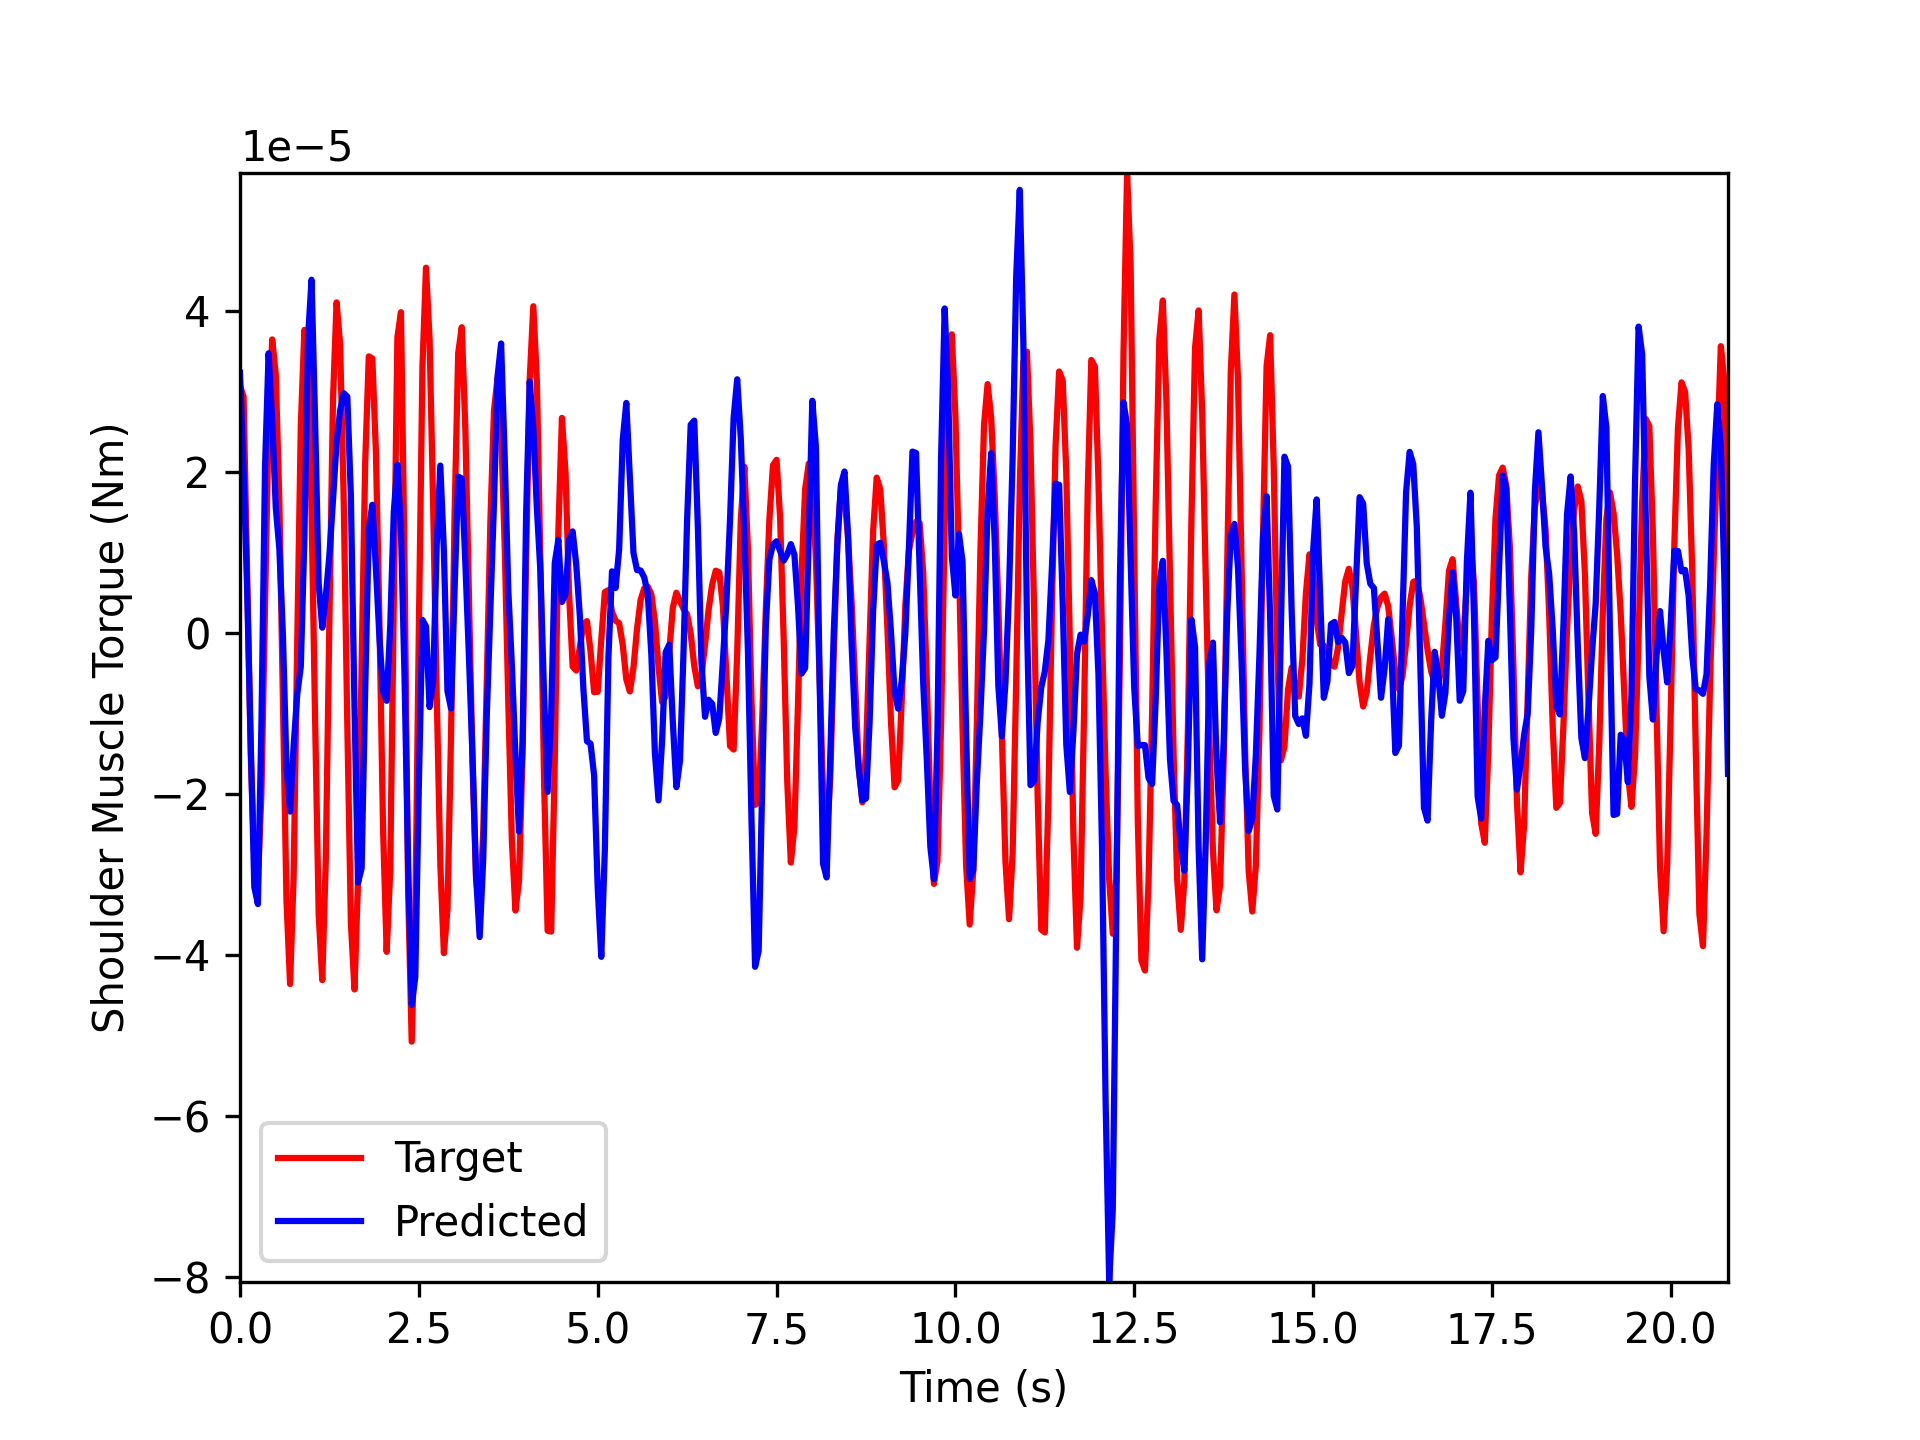 1e−5
Shoulder Muscle Torque (Nm)
4
2
0
−2
−4
−6
−8
Target
Predicted
0.0 2.5 5.0 7.5 10.0 12.5 15.0 17.5 20.0
Time (s)